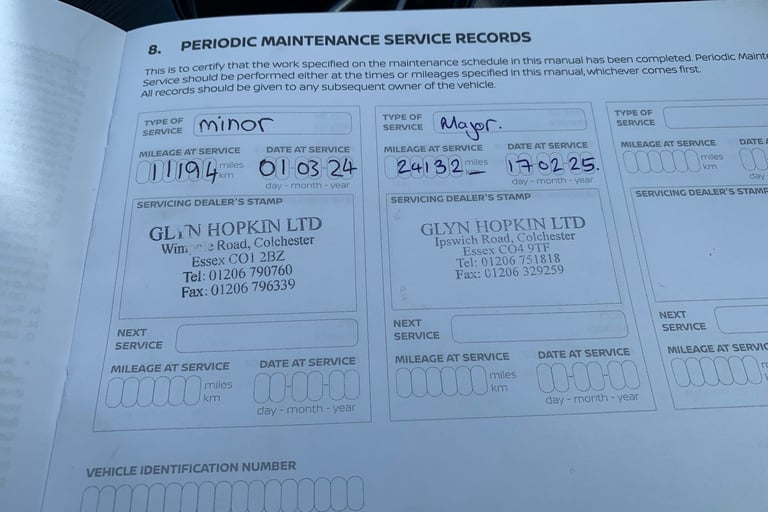 8. PERIODIC MAINTENANCE SERVICE RECORDS
This is to certify that the work specified on the maintenance schedule in this manual has been completed. Periodic
Service should be performed either at the times or mileages specified in this manual, whichever comes first.
All records should be given to any subsequent owner of the vehicle.
TYPE OF SERVICE minor
MILEAGE AT SERVICE DATE AT SERVICE
11194 miles km 01-03-24
day - month - year
SERVICING DEALER'S STAMP
GLYN HOPKIN LTD
Road, Colchester
Essex CO1 2BZ
Tel: 01206 790760
Fax: 01206 796339
NEXT SERVICE
MILEAGE AT SERVICE DATE AT SERVICE
miles km
day - month - year
TYPE OF SERVICE Major.
MILEAGE AT SERVICE DATE AT SERVICE
24132 miles 17-02-25.
day - month - year
SERVICING DEALER'S STAMP
GLYN HOPKIN LTD
Ipswich Road, Colchester
Essex CO4 9TF
Tel: 01206 751818
Fax: 01206 329259
NEXT SERVICE
MILEAGE AT SERVICE DATE AT SERVICE
miles km
day - month - year
TYPE OF SERVICE
MILEAGE AT SERVICE DATE
miles km
day
SERVICING DEALER'S STAMP
NEXT SERVICE
MILEAGE AT
VEHICLE IDENTIFICATION NUMBER